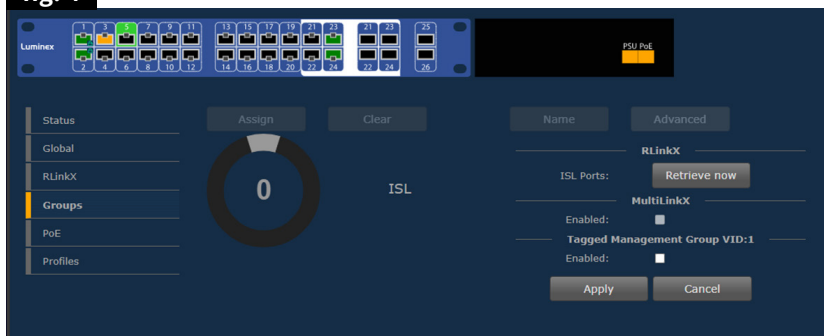 1 3 5 7 9 11 13 15 17 19 21 23 21 23 25
Luminex
PSU PoE
2 4 6 8 10 12 14 16 18 20 22 24 22 24 26
Status
Assign
Clear
Name
Advanced
Global
RLinkX
RLinkX
ISL Ports:
Retrieve now
0
ISL
Groups
MultiLinkX
Enabled:
PoE
Tagged Management Group VID:1
Enabled:
Profiles
Apply
Cancel